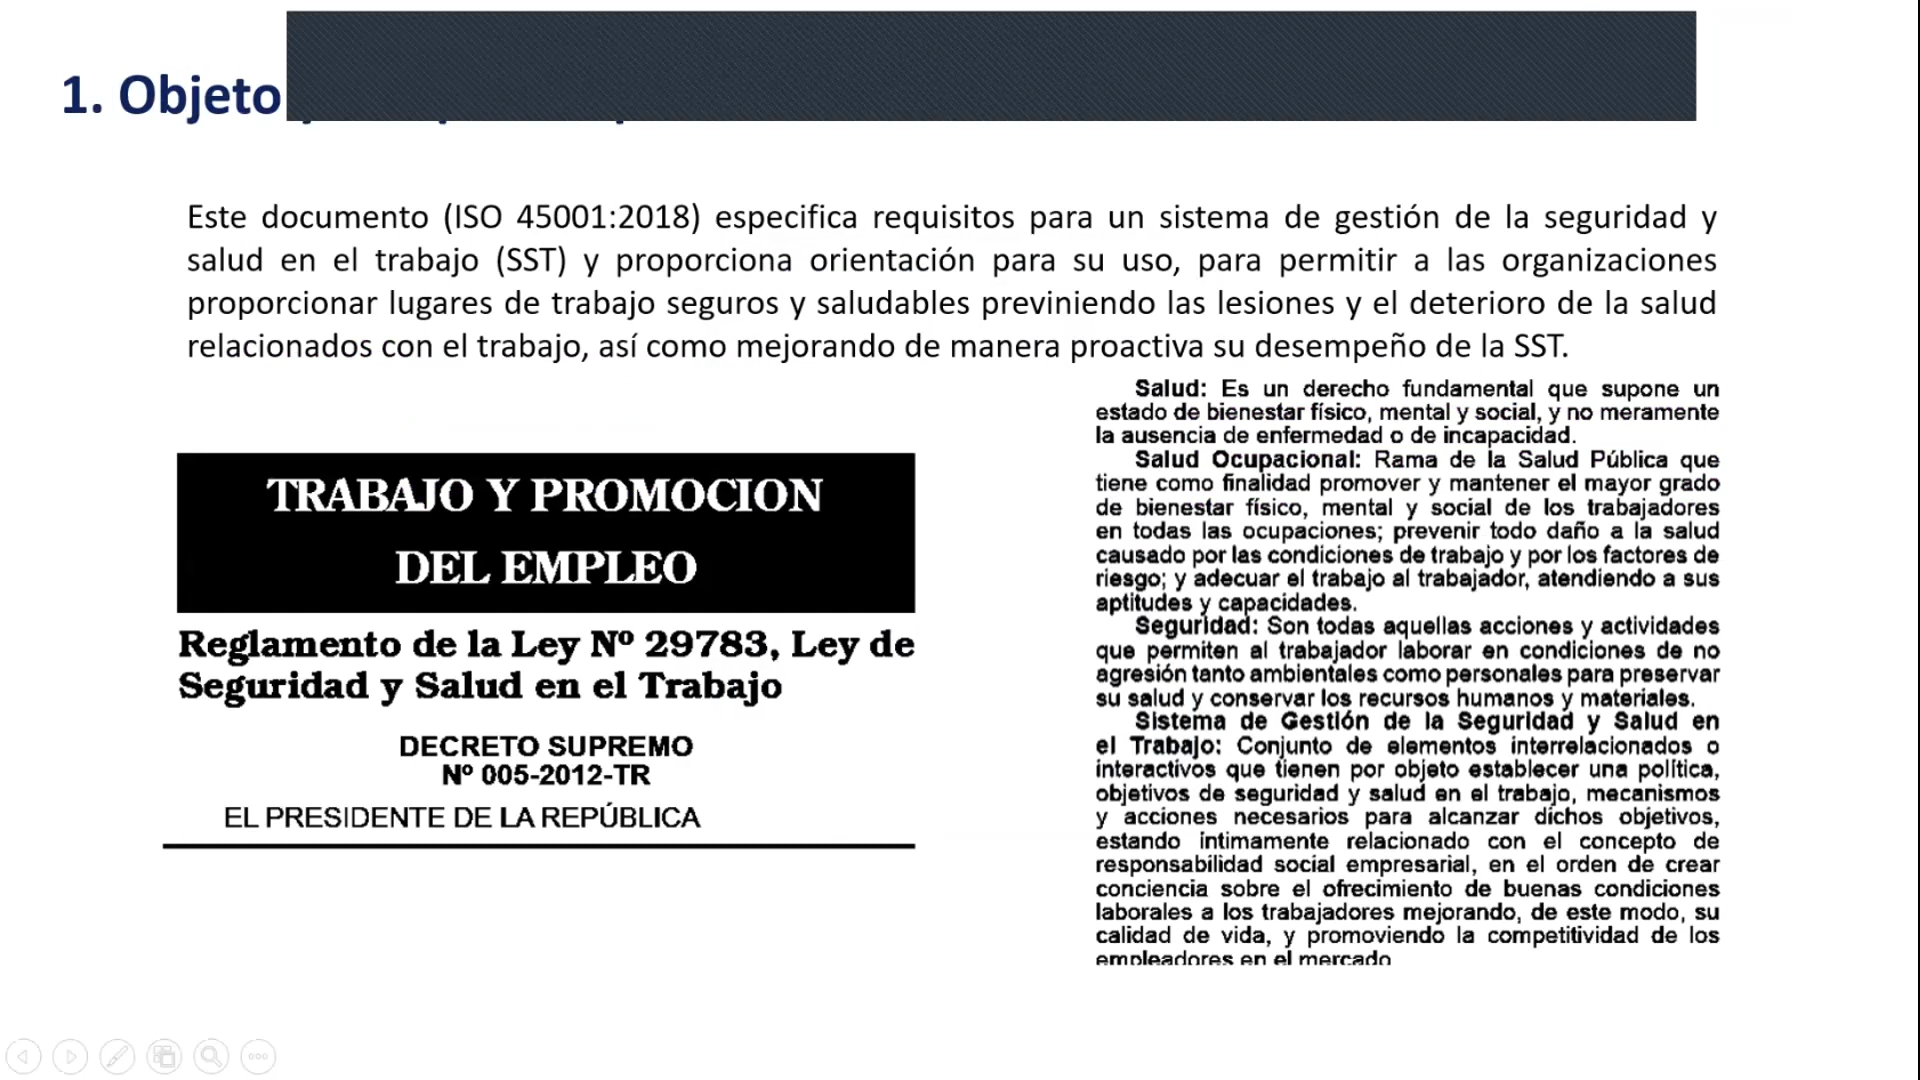 1. Objeto
Este documento (ISO 45001:2018) especifica requisitos para un sistema de gestión de la seguridad y
salud en el trabajo (SST) y proporciona orientación para su uso, para permitir a las organizaciones
proporcionar lugares de trabajo seguros y saludables previniendo las lesiones y el deterioro de la salud
relacionados con el trabajo, así como mejorando de manera proactiva su desempeño de la SST.
TRABAJO Y PROMOCION
DEL EMPLEO
Reglamento de la Ley Nº 29783, Ley de
Seguridad y Salud en el Trabajo
DECRETO SUPREMO
Nº 005-2012-TR
EL PRESIDENTE DE LA REPÚBLICA
Salud: Es un derecho fundamental que supone un
estado de bienestar físico, mental y social, y no meramente
la ausencia de enfermedad o de incapacidad.
Salud Ocupacional: Rama de la Salud Pública que
tiene como finalidad promover y mantener el mayor grado
de bienestar físico, mental y social de los trabajadores
en todas las ocupaciones; prevenir todo daño a la salud
causado por las condiciones de trabajo y por los factores de
riesgo; y adecuar el trabajo al trabajador, atendiendo a sus
aptitudes y capacidades.
Seguridad: Son todas aquellas acciones y actividades
que permiten al trabajador laborar en condiciones de no
agresión tanto ambientales como personales para preservar
su salud y conservar los recursos humanos y materiales.
Sistema de Gestión de la Seguridad y Salud en
el Trabajo: Conjunto de elementos interrelacionados o
interactivos que tienen por objeto establecer una política,
objetivos de seguridad y salud en el trabajo, mecanismos
y acciones necesarios para alcanzar dichos objetivos,
estando íntimamente relacionado con el concepto de
responsabilidad social empresarial, en el orden de crear
conciencia sobre el ofrecimiento de buenas condiciones
laborales a los trabajadores mejorando, de este modo, su
calidad de vida, y promoviendo la competitividad de los
empleadores en el mercado